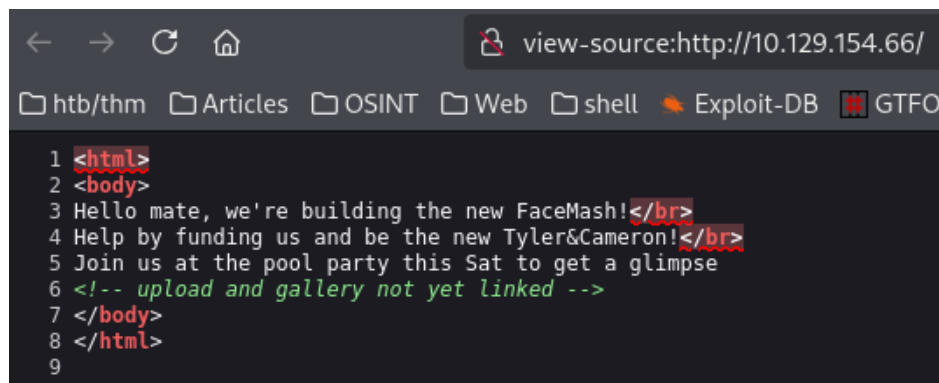 view-source:http://10.129.154.66/
htb/thm Articles OSINT Web shell Exploit-DB GTFO
1 <html>
2 <body>
3 Hello mate, we're building the new FaceMash!</br>
4 Help by funding us and be the new Tyler&Cameron!</br>
5 Join us at the pool party this Sat to get a glimpse
6 <!-- upload and gallery not yet linked -->
7 </body>
8 </html>
9